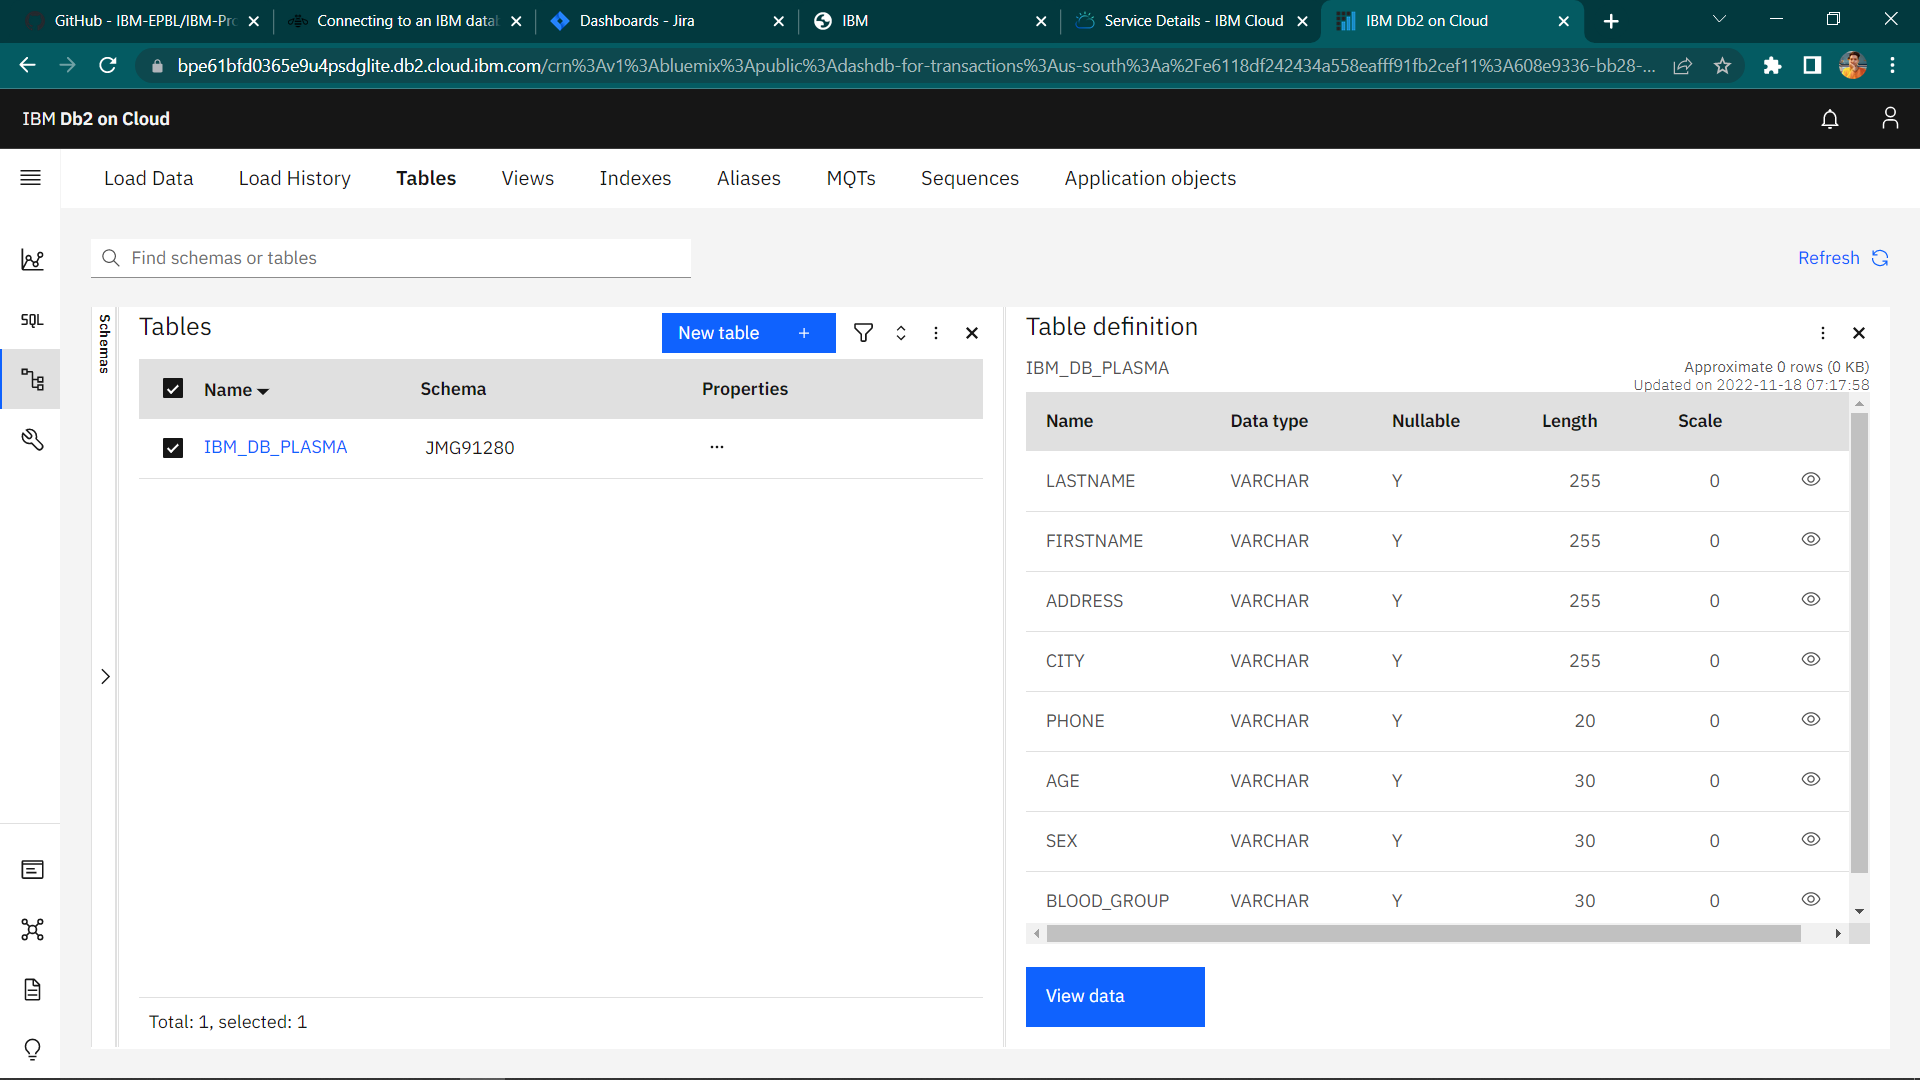 GitHub - IBM-EPBL/IBM-Pro
Connecting to an IBM datab
Dashboards - Jira
IBM
Service Details - IBM Cloud
IBM Db2 on Cloud
bpe61bfd0365e9u4psdglite.db2.cloud.ibm.com/crn%3Av1%3Abluemix%3Apublic%3Adashdb-for-transactions%3Aus-south%3Aa%2Fe6118df242434a558eafff91fb2cef11%3A608e9336-bb28-...
IBM Db2 on Cloud
Load Data Load History Tables Views Indexes Aliases MQTs Sequences Application objects
Find schemas or tables
Refresh
SQL
Schemas
Tables
New table +
Name Schema Properties
IBM_DB_PLASMA JMG91280 ...
Total: 1, selected: 1
Table definition
IBM_DB_PLASMA
Approximate 0 rows (0 KB)
Updated on 2022-11-18 07:17:58
Name Data type Nullable Length Scale
LASTNAME VARCHAR Y 255 0
FIRSTNAME VARCHAR Y 255 0
ADDRESS VARCHAR Y 255 0
CITY VARCHAR Y 255 0
PHONE VARCHAR Y 20 0
AGE VARCHAR Y 30 0
SEX VARCHAR Y 30 0
BLOOD_GROUP VARCHAR Y 30 0
View data